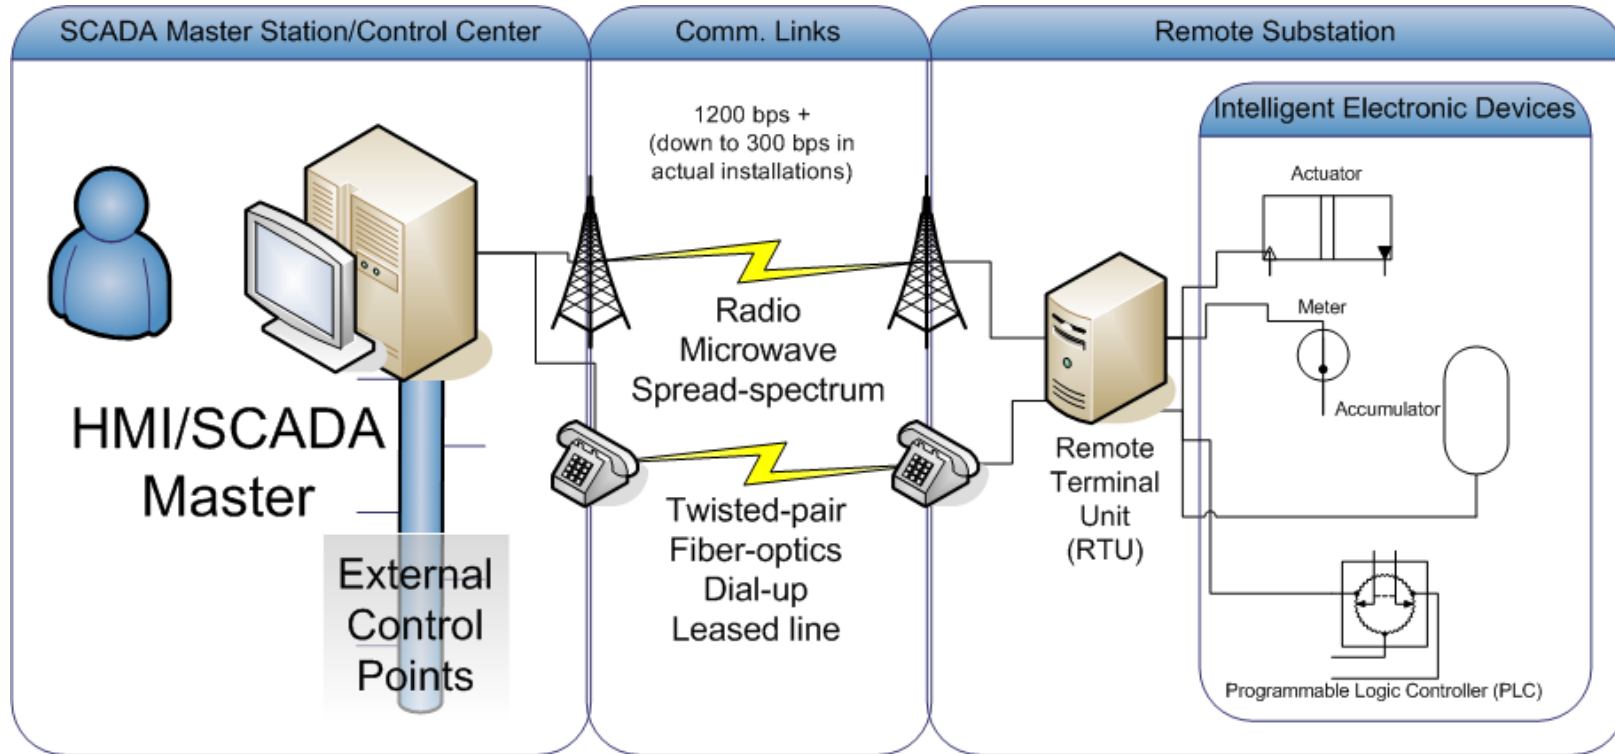 SCADA Master Station/Control Center
Comm. Links
Remote Substation
1200 bps +
(down to 300 bps in
actual installations)
Intelligent Electronic Devices
Actuator
Meter
Accumulator
Radio
Microwave
Spread-spectrum
HMI/SCADA
Master
Remote
Terminal
Unit
(RTU)
Twisted-pair
Fiber-optics
Dial-up
Leased line
External
Control
Points
Programmable Logic Controller (PLC)